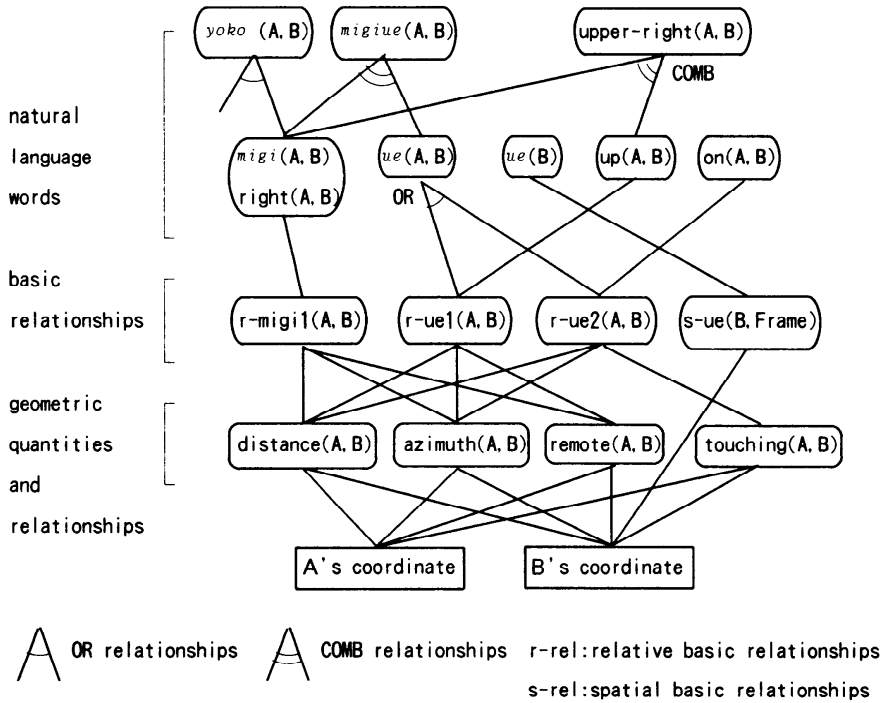 yoko (A, B)
migiue(A, B)
upper-right(A, B)
COMB
natural
language
words
migi(A, B)
right(A, B)
ue(A, B)
OR
ue(B)
up(A, B)
on(A, B)
basic
relationships
r-migi1(A, B)
r-ue1(A, B)
r-ue2(A, B)
s-ue(B, Frame)
geometric
quantities
and
relationships
distance(A, B)
azimuth(A, B)
remote(A, B)
touching(A, B)
A's coordinate
B's coordinate
OR relationships
COMB relationships
r-rel:relative basic relationships
s-rel:spatial basic relationships